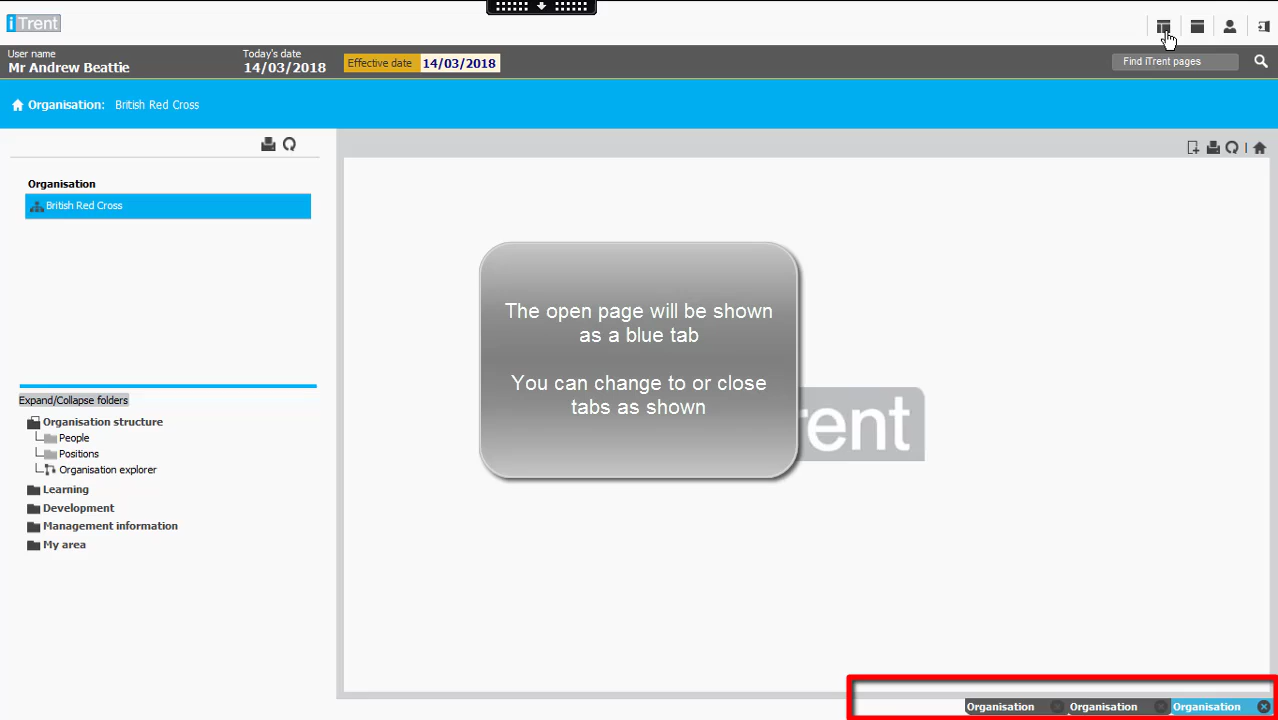 iTrent
User name
Mr Andrew Beattie
Today's date
14/03/2018
Effective date 14/03/2018
Find iTrent pages
Organisation: British Red Cross
Organisation
British Red Cross
The open page will be shown
as a blue tab
You can change to or close
tabs as shown
rent
Expand/Collapse folders
Organisation structure
People
Positions
Organisation explorer
Learning
Development
Management information
My area
Organisation Organisation Organisation